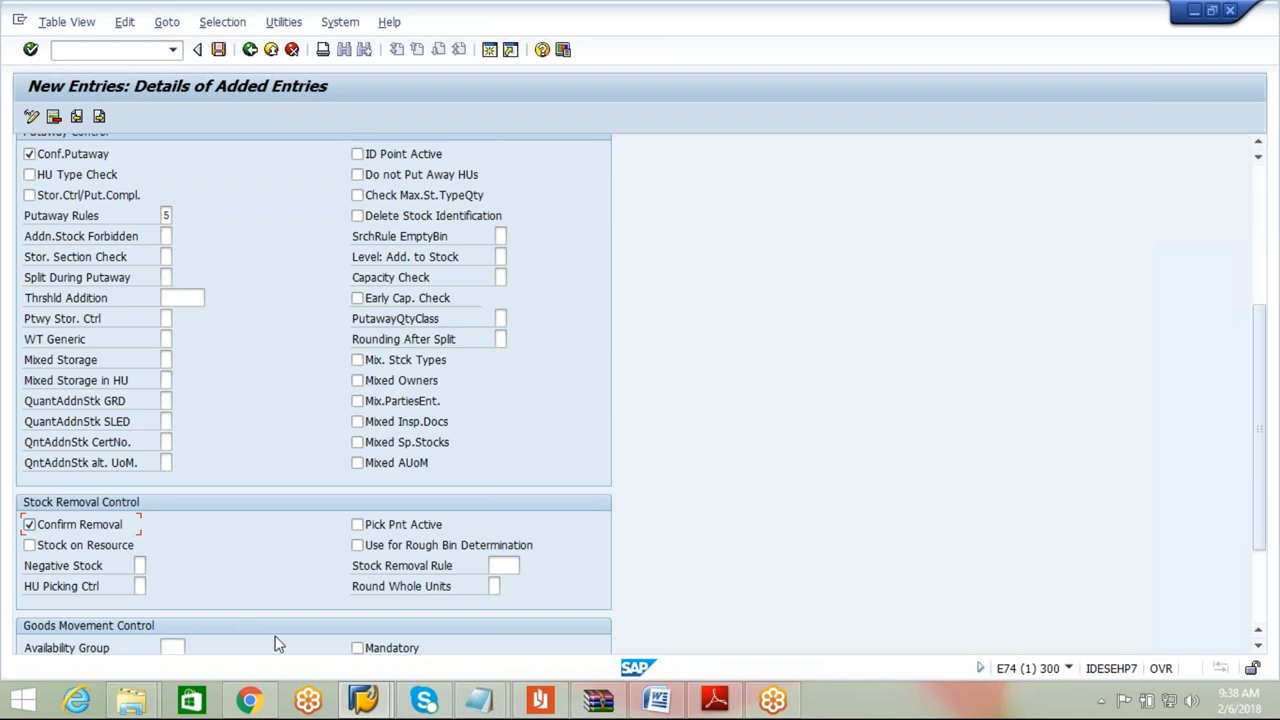 Table View Edit Goto Selection Utilities System Help
New Entries: Details of Added Entries
Putaway Control
Conf.Putaway ID Point Active
HU Type Check Do not Put Away HUs
Stor.Ctrl/Put.Compl. Check Max.St.TypeQty
Putaway Rules 5 Delete Stock Identification
Addn.Stock Forbidden SrchRule EmptyBin
Stor. Section Check Level: Add. to Stock
Split During Putaway Capacity Check
Thrshld Addition Early Cap. Check
Ptwy Stor. Ctrl PutawayQtyClass
WT Generic Rounding After Split
Mixed Storage Mix. Stck Types
Mixed Storage in HU Mixed Owners
QuantAddnStk GRD Mix.PartiesEnt.
QuantAddnStk SLED Mixed Insp.Docs
QntAddnStk CertNo. Mixed Sp.Stocks
QntAddnStk alt. UoM. Mixed AUoM
Stock Removal Control
Confirm Removal Pick Pnt Active
Stock on Resource Use for Rough Bin Determination
Negative Stock Stock Removal Rule
HU Picking Ctrl Round Whole Units
Goods Movement Control
Availability Group Mandatory
SAP E74 (1) 300 IDESEHP7 OVR
9:38 AM
2/6/2018